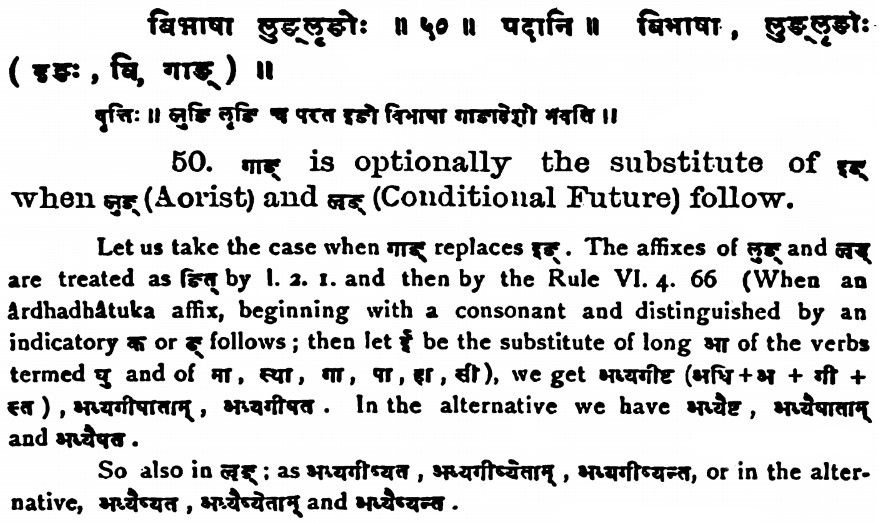 विभाषा लुङ्लृङोः ॥ ५० ॥ पदानि ॥ विभाषा , लुङ्लृङोः
( इङः , वि, गाङ् ) ॥
वृत्तिः ॥ लुङि लृङि च परत इङो विभाषा गाङादेशो भवति ॥
50. गाङ् is optionally the substitute of इङ्
when लुङ् (Aorist) and लृङ् (Conditional Future) follow.
Let us take the case when गाङ् replaces इङ् . The affixes of लुङ् and लृङ्
are treated as ङित् by I. 2. 1. and then by the Rule VI. 4. 66 (When an
ârdhadhâtuka affix, beginning with a consonant and distinguished by an
indicatory क or ङ् follows ; then let ई be the substitute of long आ of the verbs
termed घु and of मा , स्था , गा , पा , हा , सी ), we get अध्यगीष्ट (अधि + अ + गी +
स्त ) , अध्यगीषाताम् , अध्यगीषत . In the alternative we have अध्यैष्ट , अध्यैषाताम्
and अध्यैषत .
So also in लृङ् ; as अध्यगीष्यत , अध्यगीष्येताम् , अध्यगीष्यन्त, or in the alter-
native, अध्यैष्यत , अध्यैष्येताम् and अध्यैष्यन्त .